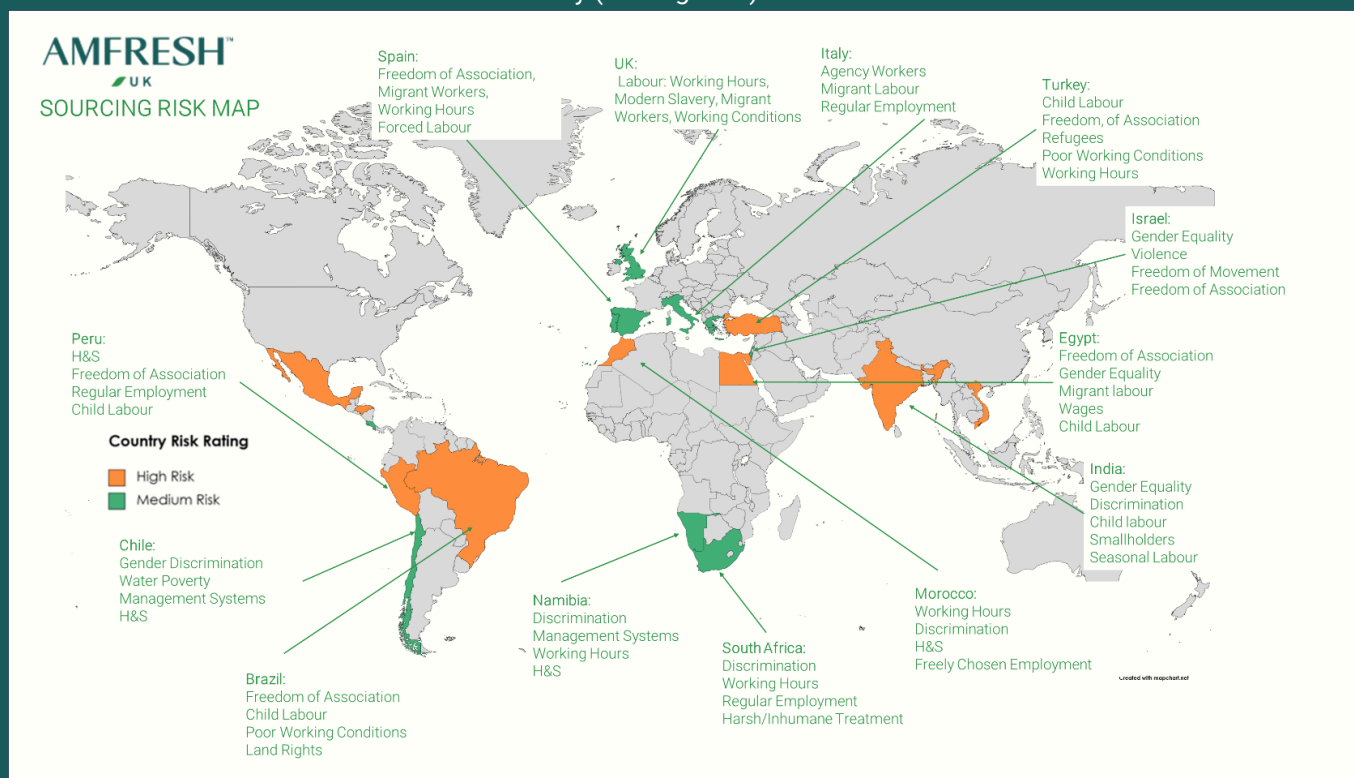 AMFRESH™
UK
SOURCING RISK MAP
Spain:
Freedom of Association,
Migrant Workers,
Working Hours
Forced Labour
UK:
Labour: Working Hours,
Modern Slavery, Migrant
Workers, Working Conditions
Italy:
Agency Workers
Migrant Labour
Regular Employment
Turkey:
Child Labour
Freedom, of Association
Refugees
Poor Working Conditions
Working Hours
Israel:
Gender Equality
Violence
Freedom of Movement
Freedom of Association
Peru:
H&S
Freedom of Association
Regular Employment
Child Labour
Egypt:
Freedom of Association
Gender Equality
Migrant labour
Wages
Child Labour
Country Risk Rating
High Risk
Medium Risk
India:
Gender Equality
Discrimination
Child labour
Smallholders
Seasonal Labour
Chile:
Gender Discrimination
Water Poverty
Management Systems
H&S
Namibia:
Discrimination
Management Systems
Working Hours
H&S
Morocco:
Working Hours
Discrimination
H&S
Freely Chosen Employment
South Africa:
Discrimination
Working Hours
Regular Employment
Harsh/Inhumane Treatment
Brazil:
Freedom of Association
Child Labour
Poor Working Conditions
Land Rights
Created with mapchart.net